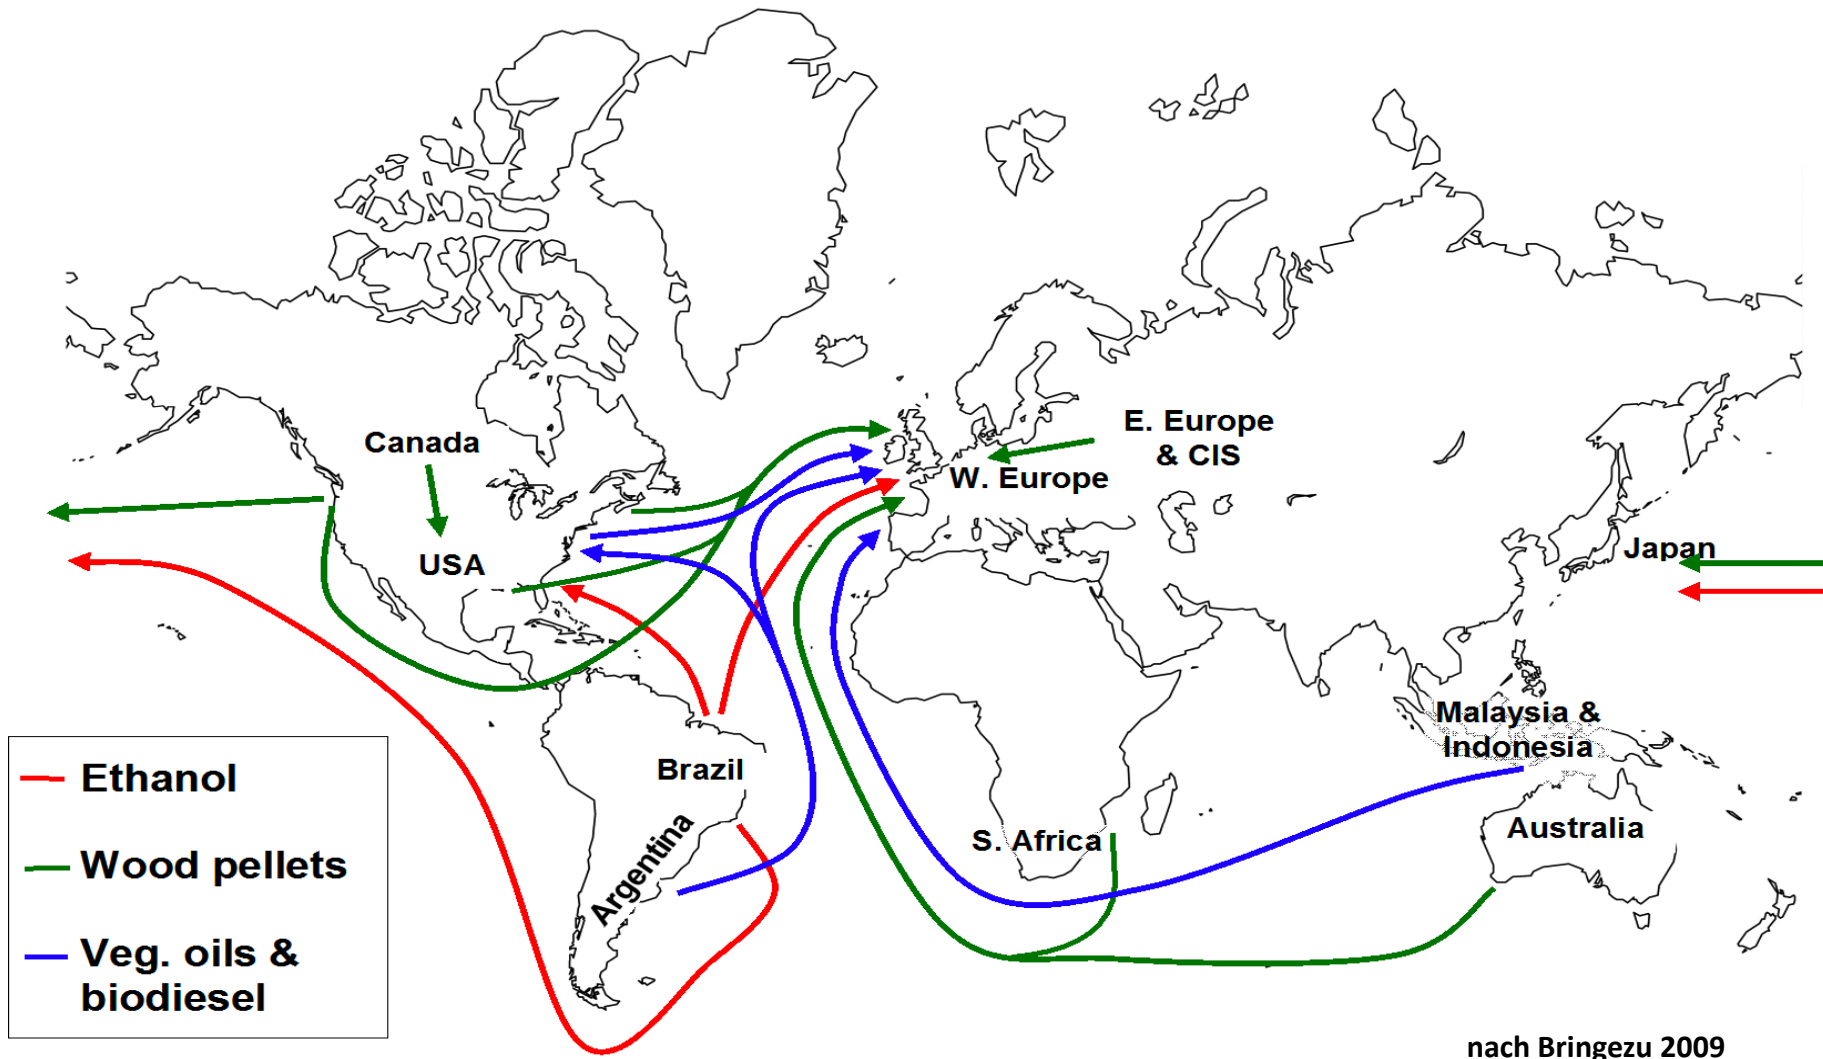 Canada
USA
E. Europe
& CIS
W. Europe
Japan
Malaysia &
Indonesia
Brazil
Argentina
S. Africa
Australia
Ethanol
Wood pellets
Veg. oils &
biodiesel
nach Bringezu 2009